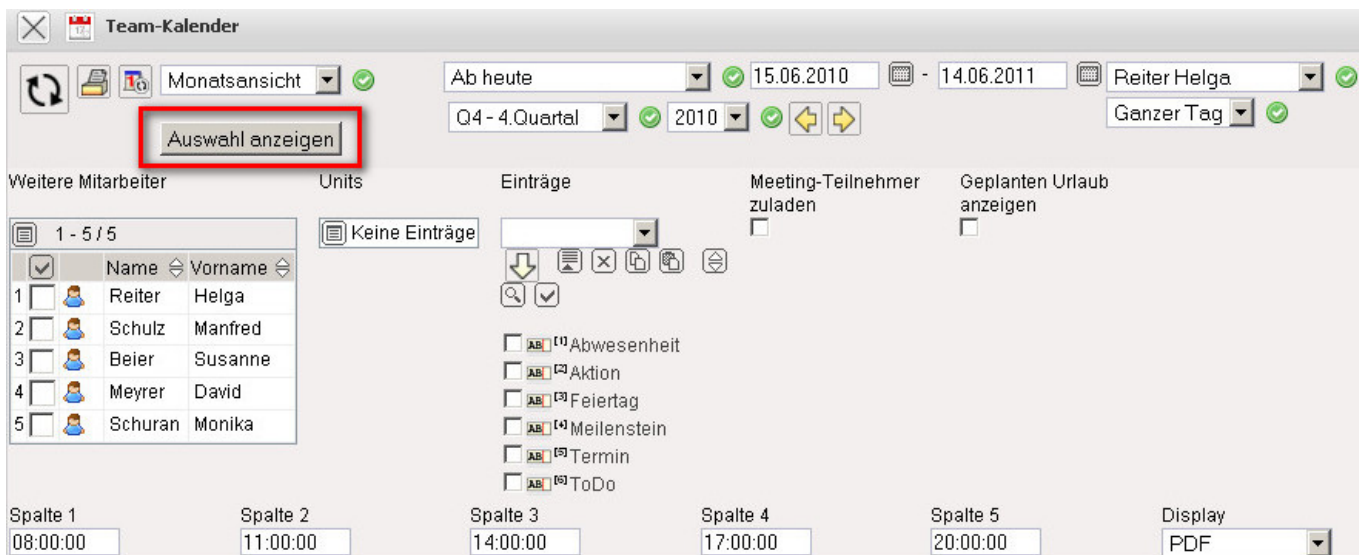 Team-Kalender
Monatsansicht Ab heute 15.06.2010 - 14.06.2011 Reiter Helga
Q4 - 4.Quartal 2010 Ganzer Tag
Auswahl anzeigen
Weitere Mitarbeiter Units Einträge Meeting-Teilnehmer zuladen Geplanten Urlaub anzeigen
1 - 5 / 5 Keine Einträge
Name Vorname
1 Reiter Helga
2 Schulz Manfred
3 Beier Susanne
4 Meyrer David
5 Schuran Monika
[1] Abwesenheit
[2] Aktion
[3] Feiertag
[4] Meilenstein
[5] Termin
[6] ToDo
Spalte 1 Spalte 2 Spalte 3 Spalte 4 Spalte 5 Display
08:00:00 11:00:00 14:00:00 17:00:00 20:00:00 PDF